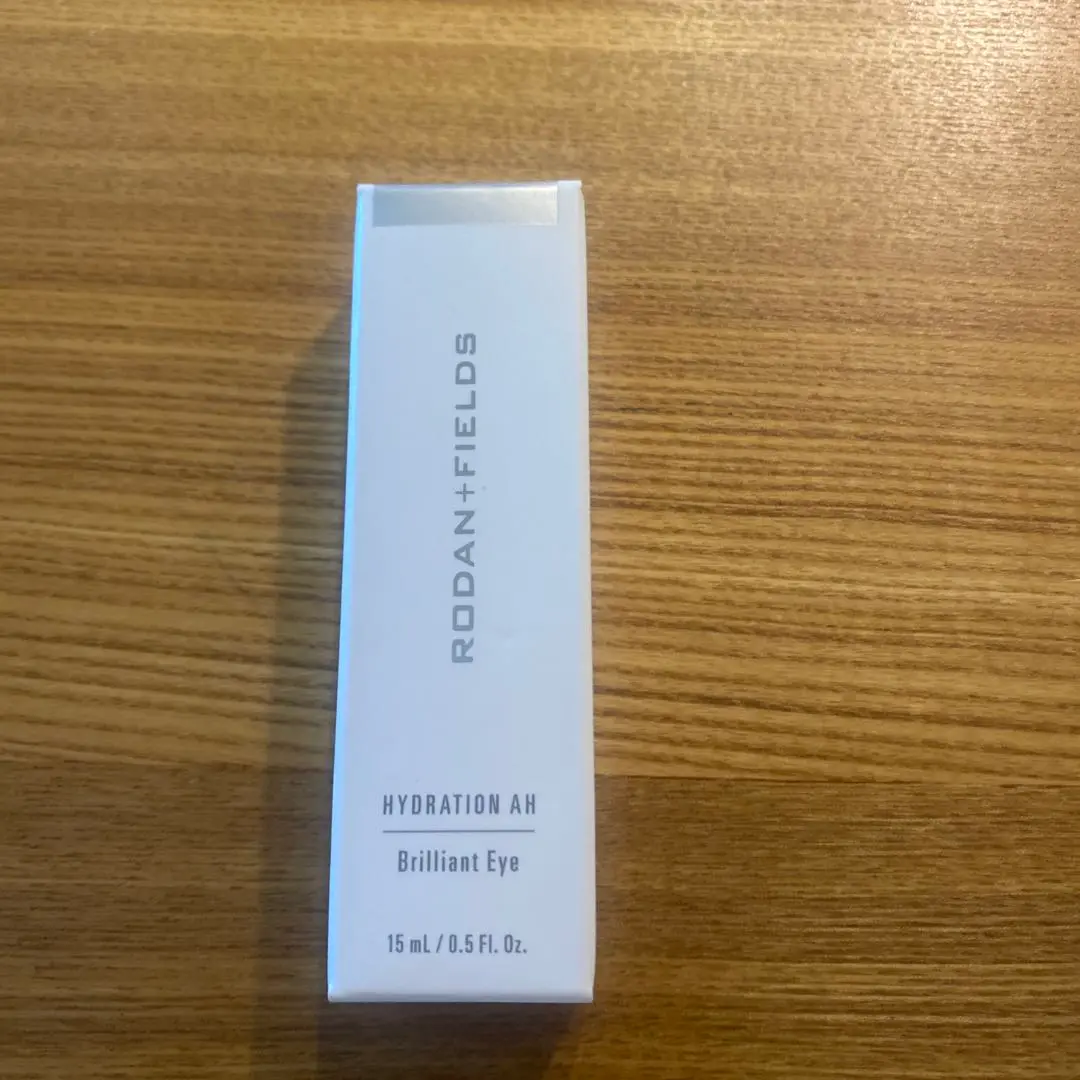 RODAN+FIELDS
HYDRATION AH
Brilliant Eye
15 mL / 0.5 Fl. Oz.